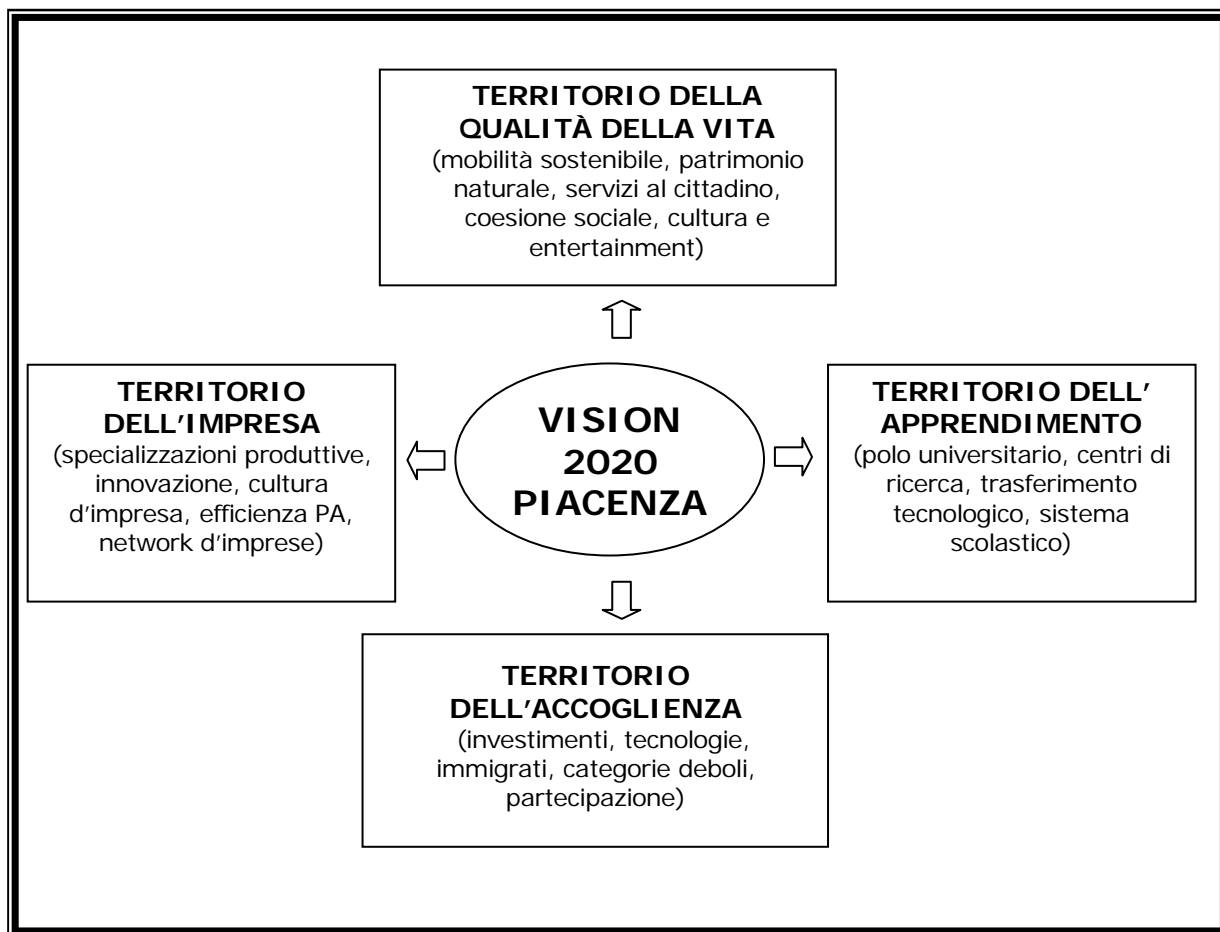 TERRITORIO DELLA
QUALITÀ DELLA VITA
(mobilità sostenibile, patrimonio
naturale, servizi al cittadino,
coesione sociale, cultura e
entertainment)
TERRITORIO
DELL’IMPRESA
(specializzazioni produttive,
innovazione, cultura
d’impresa, efficienza PA,
network d’imprese)
VISION
2020
PIACENZA
TERRITORIO DELL’
APPRENDIMENTO
(polo universitario, centri di
ricerca, trasferimento
tecnologico, sistema
scolastico)
TERRITORIO
DELL’ACCOGLIENZA
(investimenti, tecnologie,
immigrati, categorie deboli,
partecipazione)